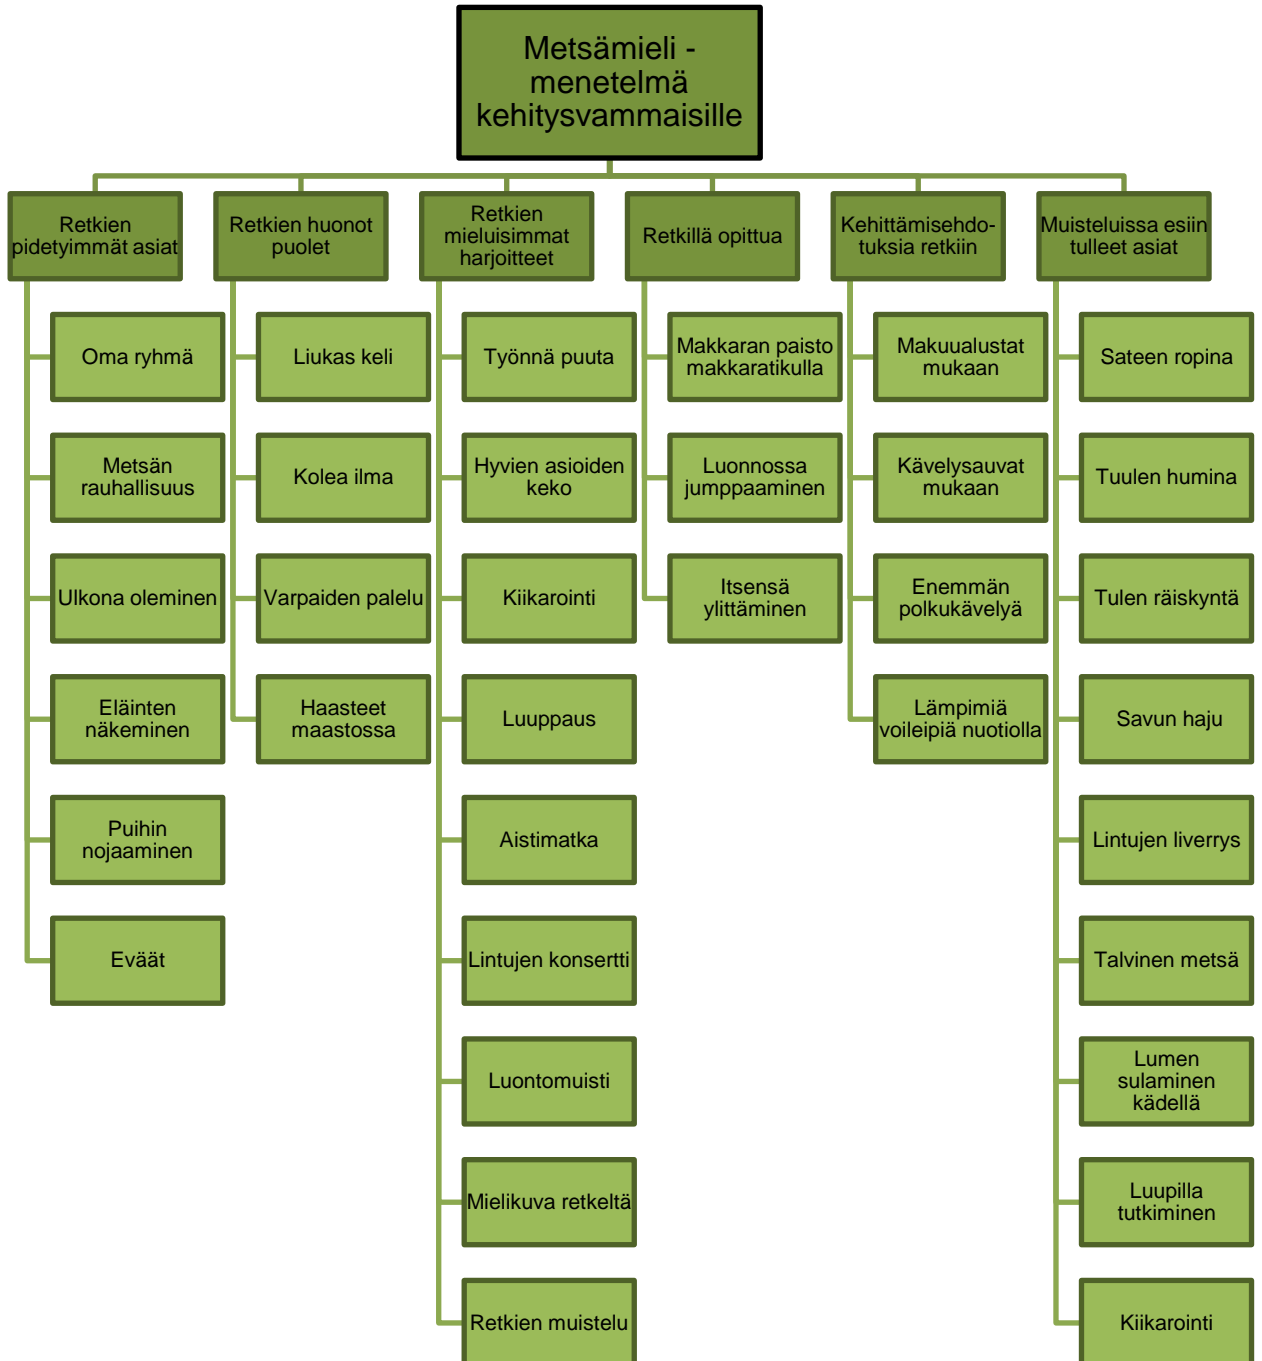 Metsämieli -
menetelmä
kehitysvammaisille
Retkien
pidetyimmät asiat
Oma ryhmä
Metsän
rauhallisuus
Ulkona oleminen
Eläinten
näkeminen
Puihin
nojaaminen
Eväät
Retkien huonot
puolet
Liukas keli
Kolea ilma
Varpaiden palelu
Haasteet
maastossa
Retkien
mieluisimmat
harjoitteet
Työnnä puuta
Hyvien asioiden
keko
Kiikarointi
Luuppaus
Aistimatka
Lintujen konsertti
Luontomuisti
Mielikuva retkeltä
Retkien muistelu
Retkillä opittua
Makkaran paisto
makkaratikulla
Luonnossa
jumppaaminen
Itsensä
ylittäminen
Kehittämisehdo-
tuksia retkiin
Makuualustat
mukaan
Kävelysauvat
mukaan
Enemmän
polkukävelyä
Lämpimiä
voileipiä nuotiolla
Muisteluissa esiin
tulleet asiat
Sateen ropina
Tuulen humina
Tulen räiskyntä
Savun haju
Lintujen liverrys
Talvinen metsä
Lumen
sulaminen
kädellä
Luupilla
tutkiminen
Kiikarointi